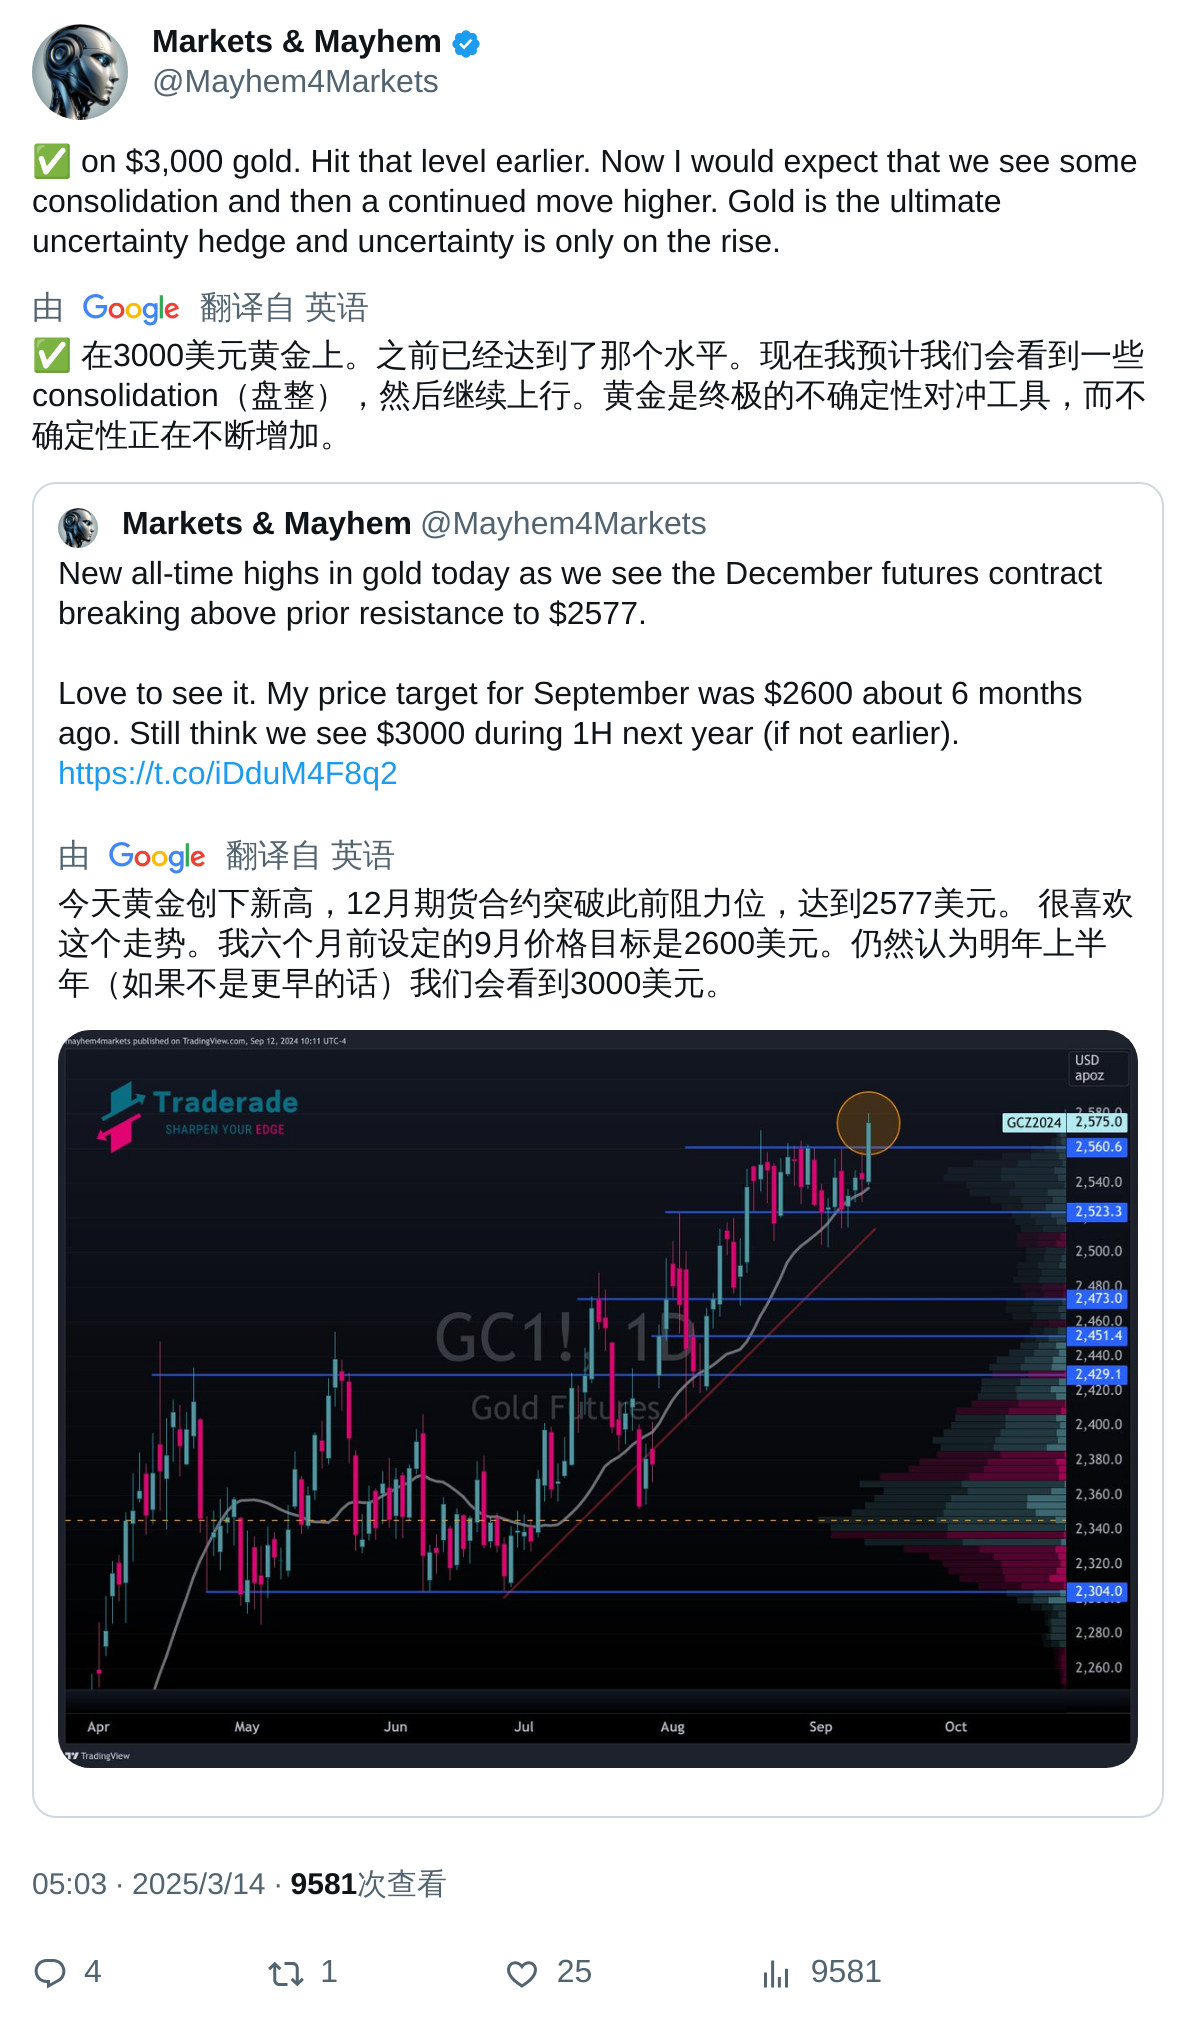 Markets & Mayhem
@Mayhem4Markets
✅ on $3,000 gold. Hit that level earlier. Now I would expect that we see some
consolidation and then a continued move higher. Gold is the ultimate
uncertainty hedge and uncertainty is only on the rise.
由 Google 翻译自 英语
✅ 在3000美元黄金上。之前已经达到了那个水平。现在我预计我们会看到一些
consolidation（盘整），然后继续上行。黄金是终极的不确定性对冲工具，而不
确定性正在不断增加。
Markets & Mayhem @Mayhem4Markets
New all-time highs in gold today as we see the December futures contract
breaking above prior resistance to $2577.
Love to see it. My price target for September was $2600 about 6 months
ago. Still think we see $3000 during 1H next year (if not earlier).
https://t.co/iDduM4F8q2
由 Google 翻译自 英语
今天黄金创下新高，12月期货合约突破此前阻力位，达到2577美元。 很喜欢
这个走势。我六个月前设定的9月价格目标是2600美元。仍然认为明年上半
年（如果不是更早的话）我们会看到3000美元。
mayhem4markets published on TradingView.com, Sep 12, 2024 10:11 UTC-4
USD
apoz
Traderade
SHARPEN YOUR EDGE
2,580.0
GCZ2024 2,575.0
2,560.6
2,540.0
2,523.3
2,500.0
2,480.0
2,473.0
2,460.0
2,451.4
2,440.0
2,429.1
2,420.0
2,400.0
2,380.0
2,360.0
2,340.0
2,320.0
2,304.0
2,280.0
2,260.0
GC1!, 1D
Gold Futures
Apr May Jun Jul Aug Sep Oct
TradingView
05:03 · 2025/3/14 · 9581次查看
4 1 25 9581